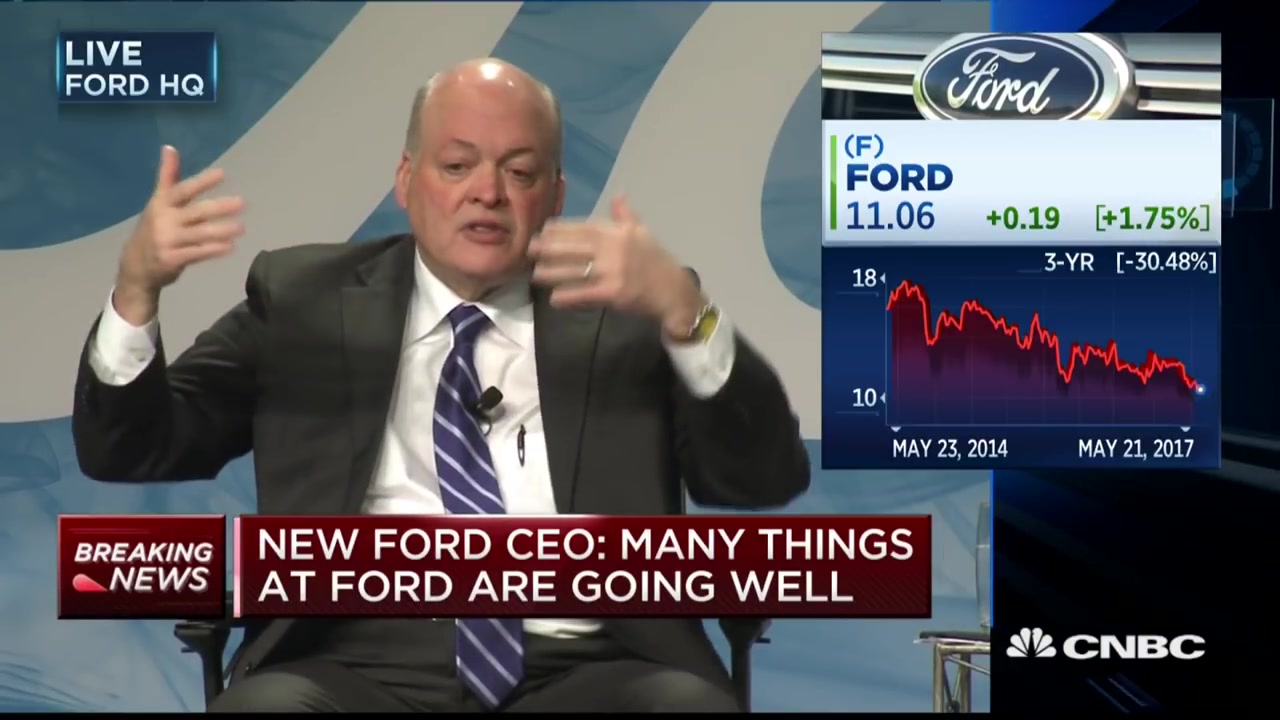 LIVE
FORD HQ
Ford
(F)
FORD
11.06 +0.19 [+1.75%]
3-YR [-30.48%]
18
10
MAY 23, 2014 MAY 21, 2017
BREAKING
NEWS
NEW FORD CEO: MANY THINGS
AT FORD ARE GOING WELL
CNBC